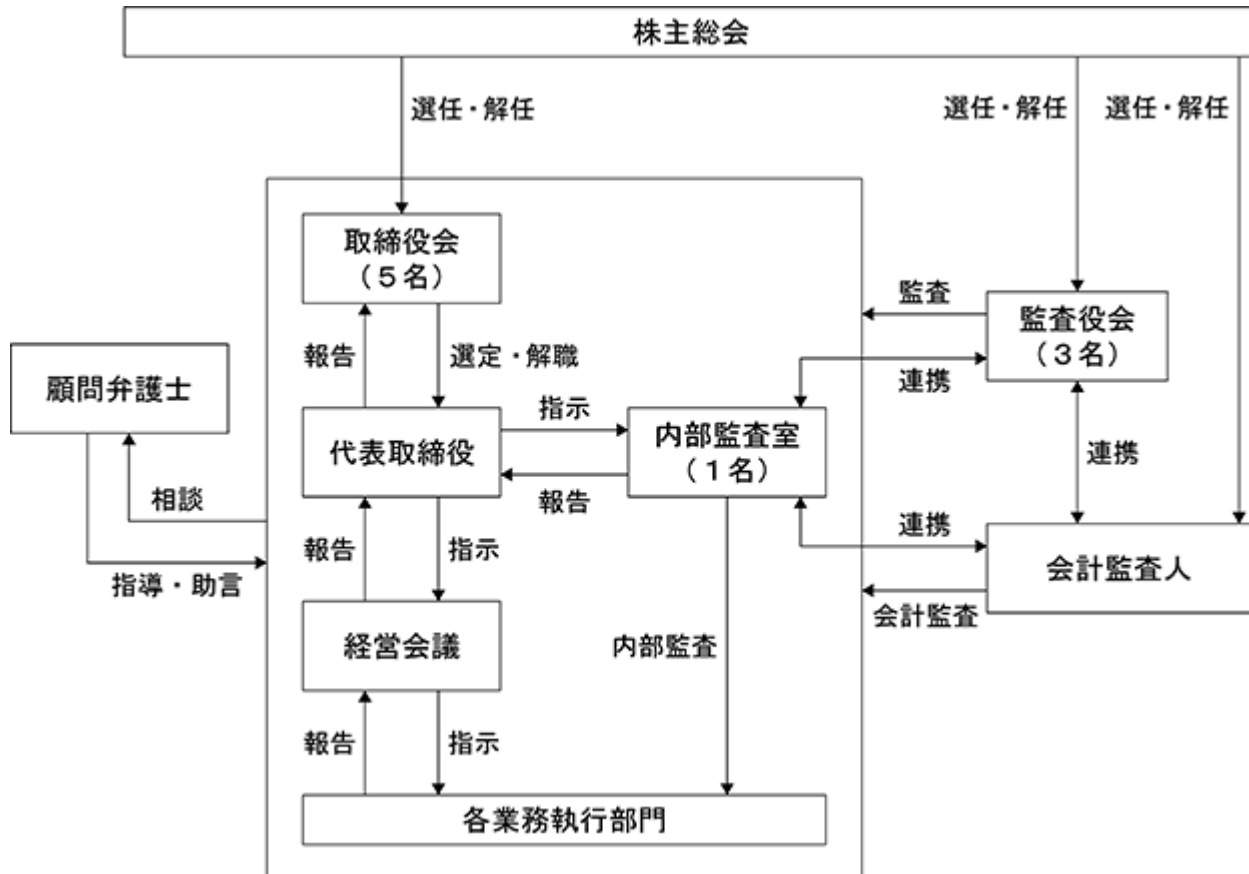 株主総会
選任・解任
選任・解任
選任・解任
取締役会
（５名）
監査
監査役会
（３名）
報告
選定・解職
連携
顧問弁護士
指示
代表取締役
内部監査室
（１名）
連携
報告
相談
連携
報告
指示
会計監査人
指導・助言
会計監査
経営会議
内部監査
報告
指示
各業務執行部門